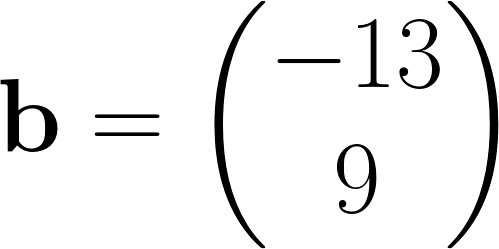 b = (−13
9)